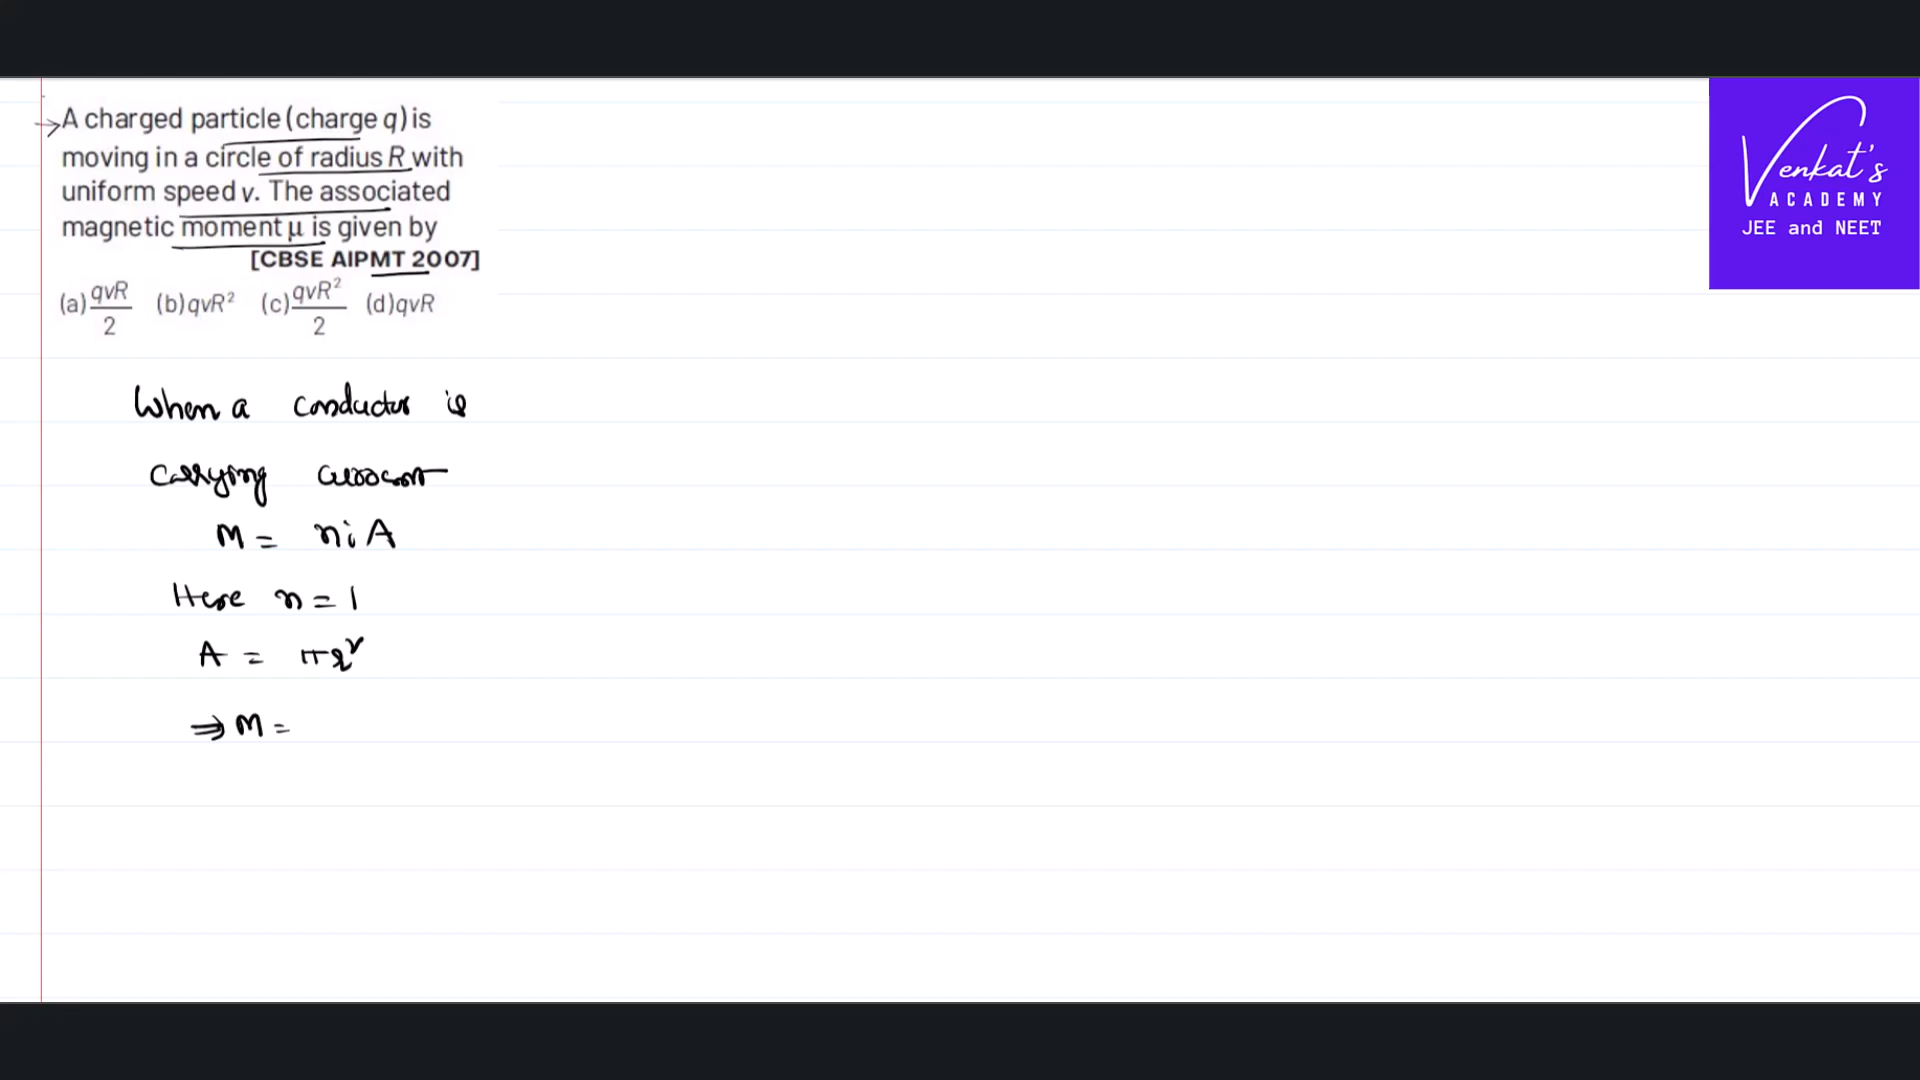 A charged particle (charge q) is
moving in a circle of radius R with
uniform speed v. The associated
magnetic moment μ is given by
[CBSE AIPMT 2007]
(a) qvR/2 (b) qvR² (c) qvR²/2 (d) qvR
When a conductor is
Carrying current
M = niA
Here n = 1
A = πr²
⇒ M =
Venkat's
ACADEMY
JEE and NEET